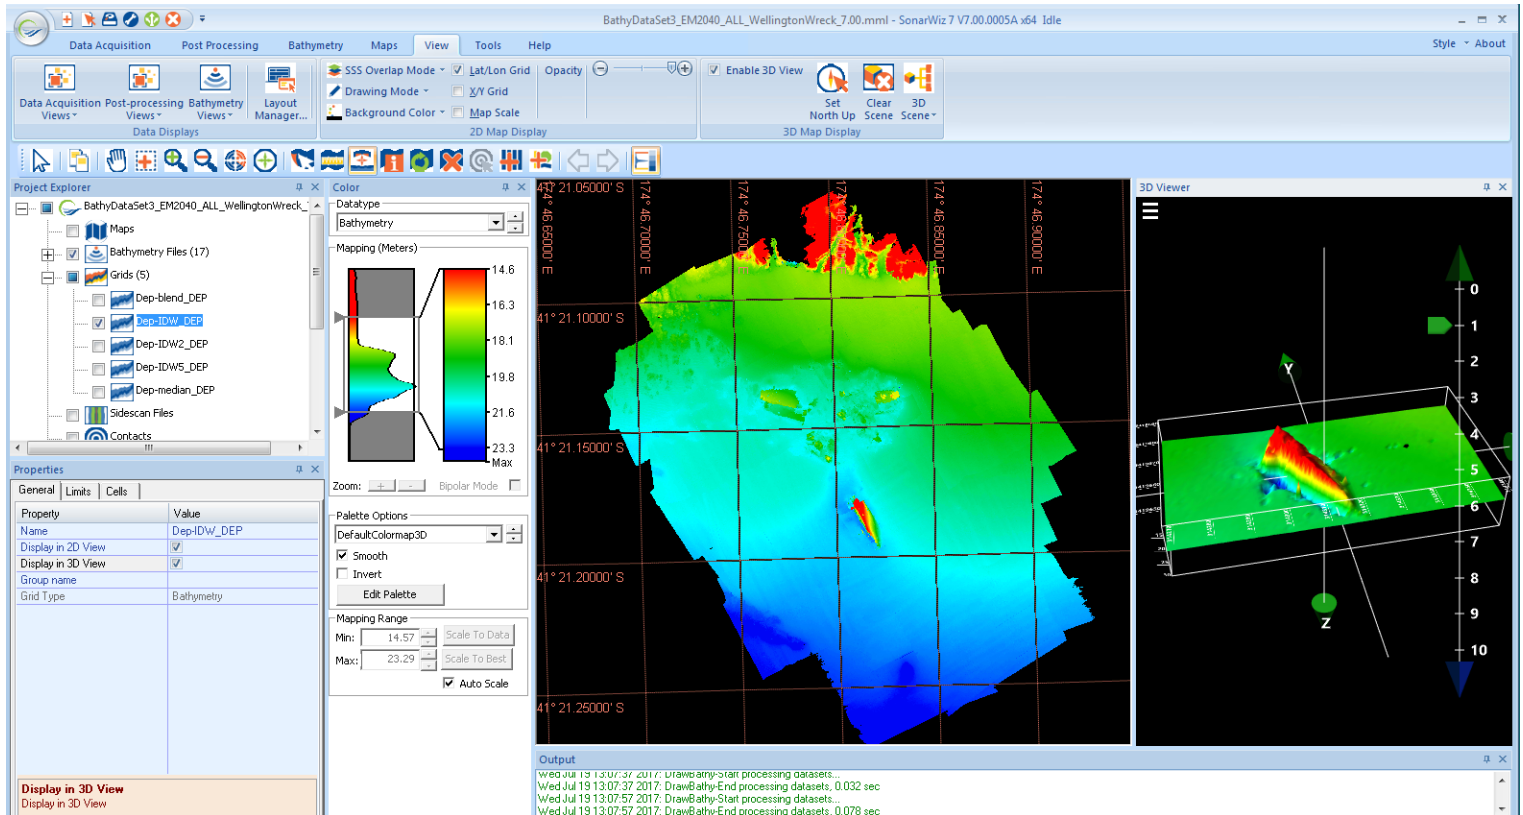 BathyDataSet3_EM2040_ALL_WellingtonWreck_7.00.mml - SonarWiz 7 V7.00.0005A x64 Idle
Data Acquisition Post Processing Bathymetry Maps View Tools Help Style About
Data Acquisition Views
Post-processing Views
Bathymetry Views
Layout Manager...
Data Displays
SSS Overlap Mode
Drawing Mode
Background Color
Lat/Lon Grid
X/Y Grid
Map Scale
Opacity
2D Map Display
Enable 3D View
Set North Up
Clear Scene
3D Scene
3D Map Display
Project Explorer
BathyDataSet3_EM2040_ALL_WellingtonWreck_
Maps
Bathymetry Files (17)
Grids (5)
Dep-blend_DEP
Dep-IDW_DEP
Dep-IDW2_DEP
Dep-IDW5_DEP
Dep-median_DEP
Sidescan Files
Contacts
Properties
General Limits Cells
Property Value
Name Dep-IDW_DEP
Display in 2D View
Display in 3D View
Group name
Grid Type Bathymetry
Display in 3D View
Display in 3D View
Color
Datatype
Bathymetry
Mapping (Meters)
14.6
16.3
18.1
19.8
21.6
23.3
Max
Zoom: + - Bipolar Mode
Palette Options
DefaultColormap3D
Smooth
Invert
Edit Palette
Mapping Range
Min: 14.57 Scale To Data
Max: 23.29 Scale To Best
Auto Scale
41° 21.05000' S
41° 21.10000' S
41° 21.15000' S
41° 21.20000' S
41° 21.25000' S
174° 46.65000' E
174° 46.70000' E
174° 46.85000' E
174° 46.90000' E
3D Viewer
0
1
2
3
4
5
6
7
8
9
10
Y
Z
Output
Wed Jul 19 13:07:37 2017: DrawBathy-Start processing datasets...
Wed Jul 19 13:07:37 2017: DrawBathy-End processing datasets, 0.032 sec
Wed Jul 19 13:07:57 2017: DrawBathy-Start processing datasets...
Wed Jul 19 13:07:57 2017: DrawBathy-End processing datasets, 0.078 sec